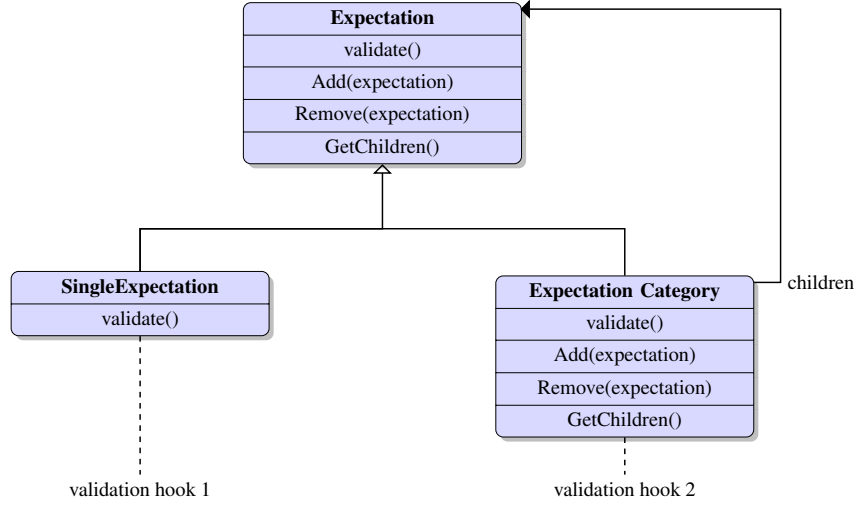 Expectation
validate()
Add(expectation)
Remove(expectation)
GetChildren()
SingleExpectation
validate()
Expectation Category
validate()
Add(expectation)
Remove(expectation)
GetChildren()
children
validation hook 1
validation hook 2